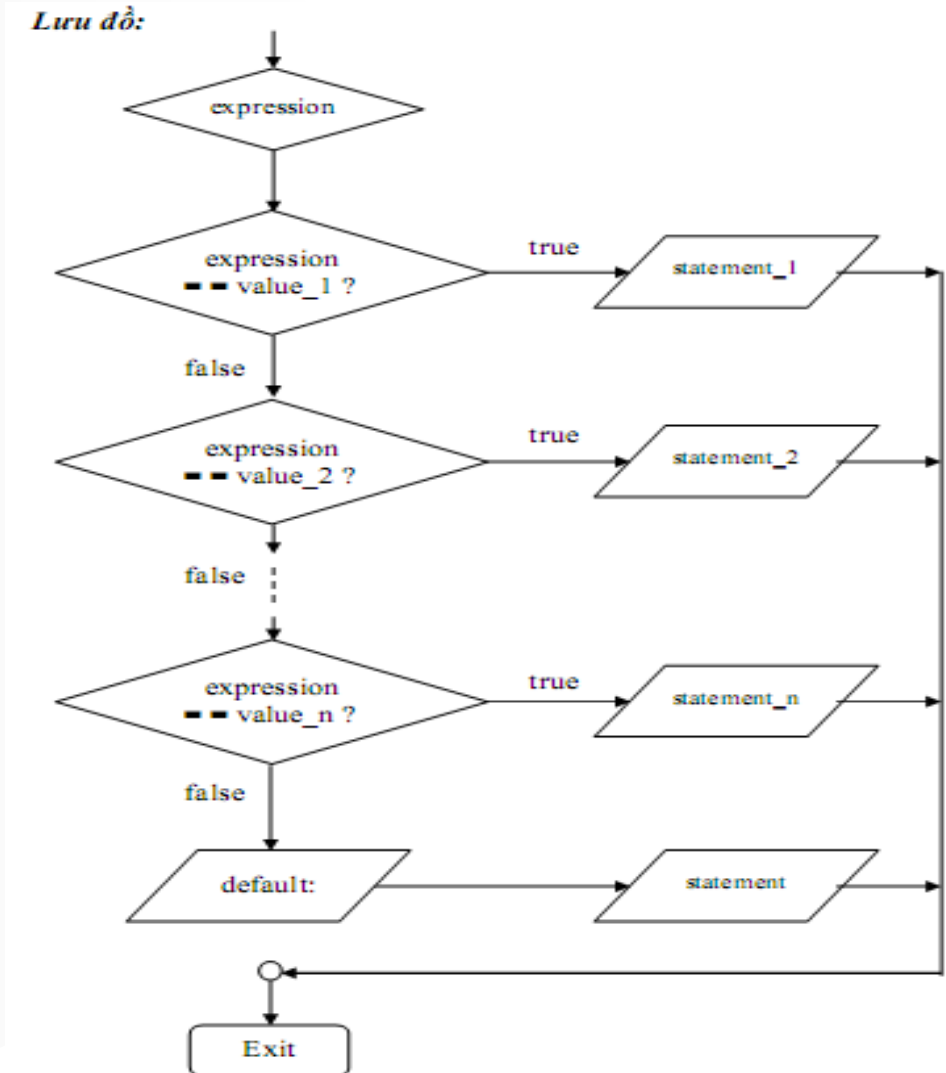 Lưu đồ:
expression
expression
true
statement_1
= = value_1 ?
false
expression
true
statement_2
= = value_2 ?
false
expression
true
statement_n
= = value_n ?
false
default:
statement
Exit